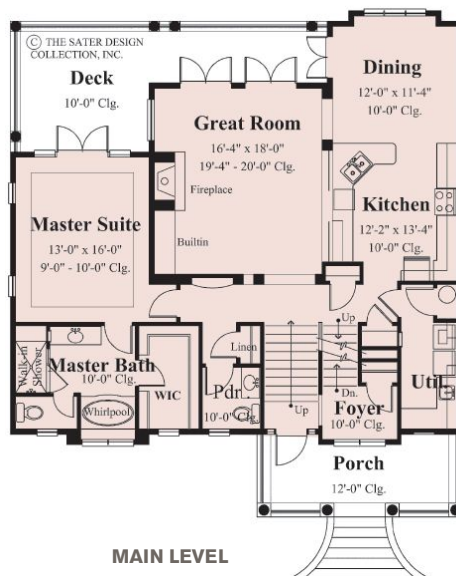 © THE SATER DESIGN
COLLECTION, INC.
Deck
10'-0" Clg.
Dining
12'-0" x 11'-4"
10'-0" Clg.
Great Room
16'-4" x 18'-0"
19'-4" - 20'-0" Clg.
Fireplace
Builtin
Kitchen
12'-2" x 13'-4"
10'-0" Clg.
Master Suite
13'-0" x 16'-0"
9'-0" - 10'-0" Clg.
Up
Walk-in
Shower
Master Bath
10'-0" Clg.
WIC
Linen
Whirlpool
Pdr.
10'-0" Clg.
Up
Dn.
Foyer
10'-0" Clg.
Util.
Porch
12'-0" Clg.
MAIN LEVEL